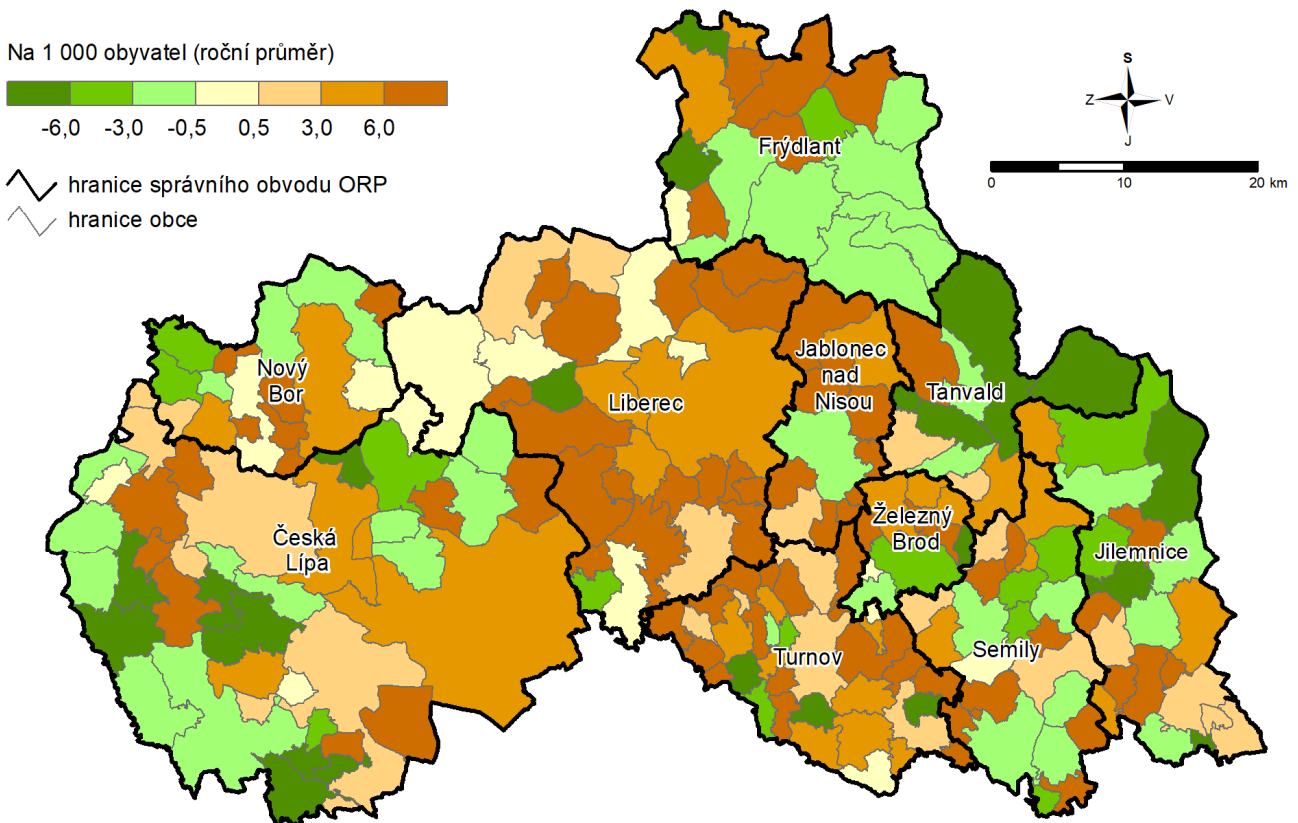 Na 1 000 obyvatel (roční průměr)
-6,0 -3,0 -0,5 0,5 3,0 6,0
hranice správního obvodu ORP
hranice obce
S
Z V
J
0 10 20 km
Frýdlant
Nový
Bor
Liberec
Jablonec
nad
Nisou
Tanvald
Česká
Lípa
Železný
Brod
Jilemnice
Turnov
Semily